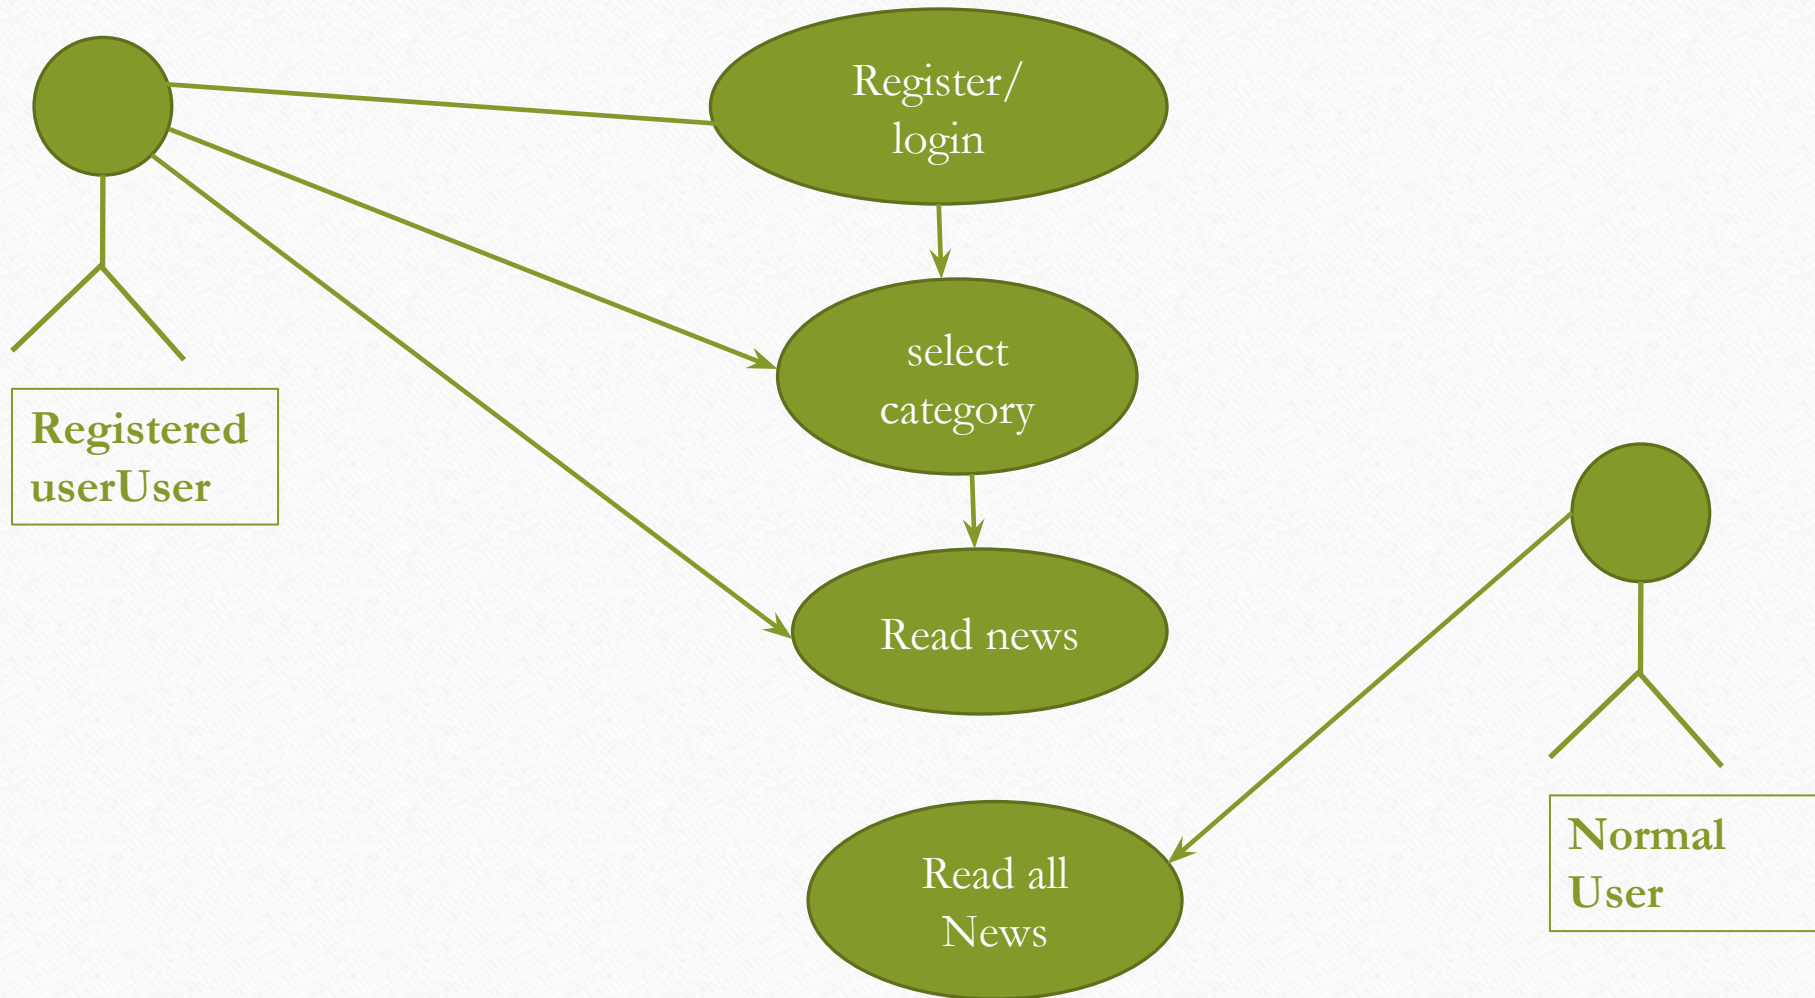 Register/
login
select
category
Registered
userUser
Read news
Normal
User
Read all
News